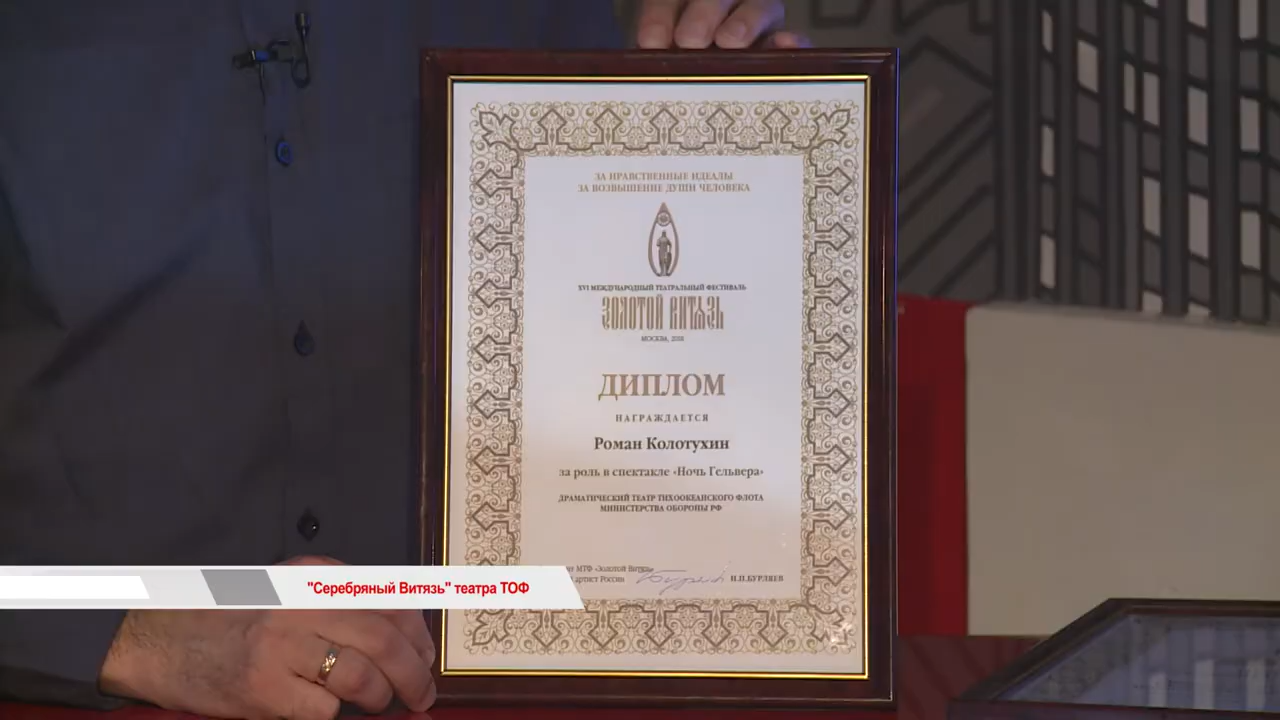 ЗА НРАВСТВЕННЫЕ ИДЕАЛЫ
ЗА ВОЗВЫШЕНИЕ ДУШИ ЧЕЛОВЕКА
XVI МЕЖДУНАРОДНЫЙ ТЕАТРАЛЬНЫЙ ФЕСТИВАЛЬ
ЗОЛОТОЙ ВИТЯЗЬ
МОСКВА, 2018
ДИПЛОМ
НАГРАЖДАЕТСЯ
Роман Колотухин
за роль в спектакле «Ночь Гельвера»
ДРАМАТИЧЕСКИЙ ТЕАТР ТИХООКЕАНСКОГО ФЛОТА
МИНИСТЕРСТВА ОБОРОНЫ РФ
МТФ «Золотой Витязь»
артист России Н.П.БУРЛЯЕВ
"Серебряный Витязь" театра ТОФ